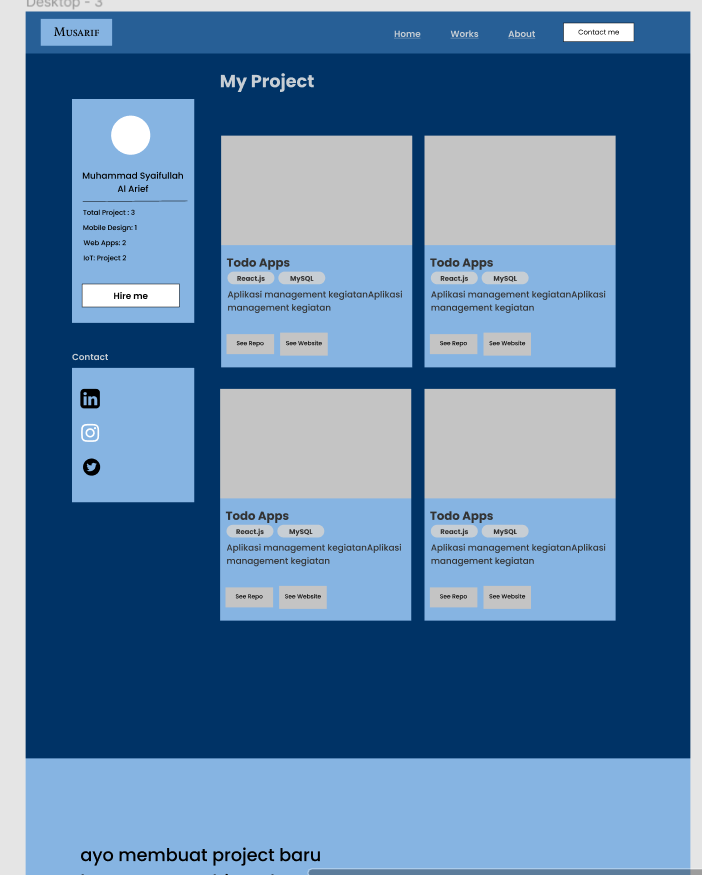 Desktop - 3
Musarif
Home
Works
About
Contact me
My Project
Muhammad Syaifullah
Al Arief
Total Project : 3
Mobile Design: 1
Web Apps: 2
IoT: Project 2
Hire me
Contact
in
Todo Apps
React.js
MySQL
Aplikasi management kegiatanAplikasi
management kegiatan
See Repo
See Website
Todo Apps
React.js
MySQL
Aplikasi management kegiatanAplikasi
management kegiatan
See Repo
See Website
Todo Apps
React.js
MySQL
Aplikasi management kegiatanAplikasi
management kegiatan
See Repo
See Website
Todo Apps
React.js
MySQL
Aplikasi management kegiatanAplikasi
management kegiatan
See Repo
See Website
ayo membuat project baru